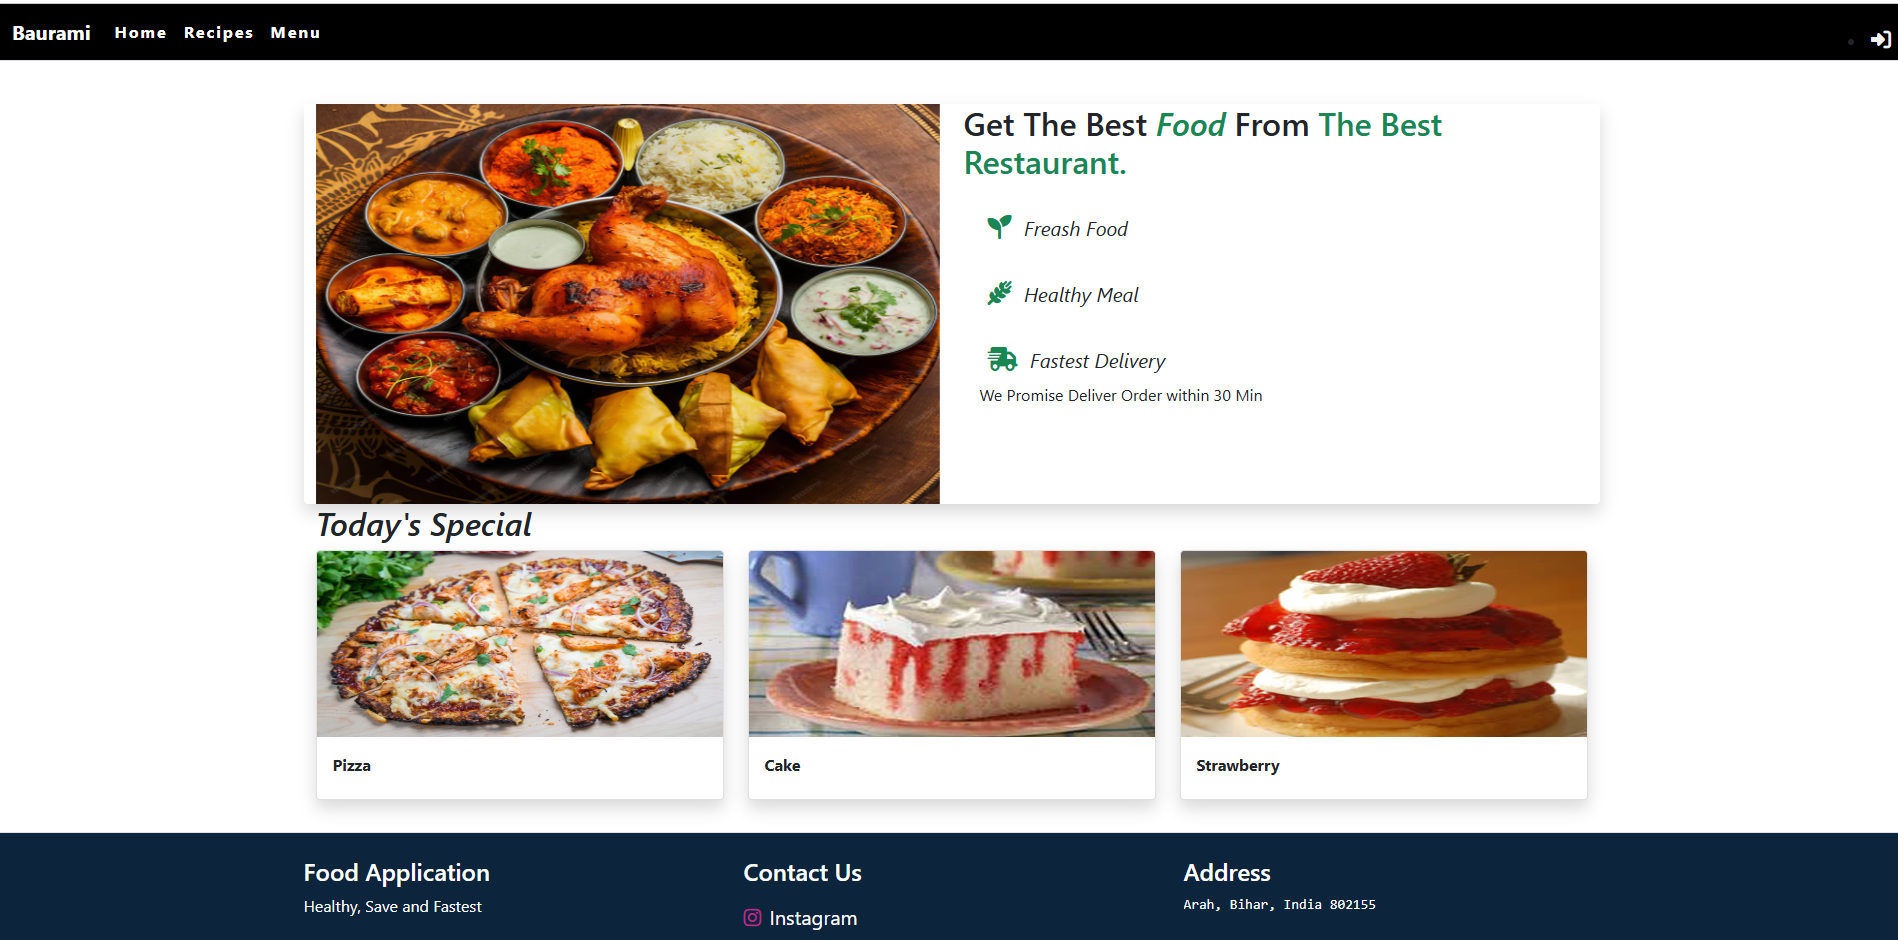 Baurami Home Recipes Menu
Get The Best Food From The Best
Restaurant.
Freash Food
Healthy Meal
Fastest Delivery
We Promise Deliver Order within 30 Min
Today's Special
Pizza
Cake
Strawberry
Food Application
Healthy, Save and Fastest
Contact Us
Instagram
Address
Arah, Bihar, India 802155